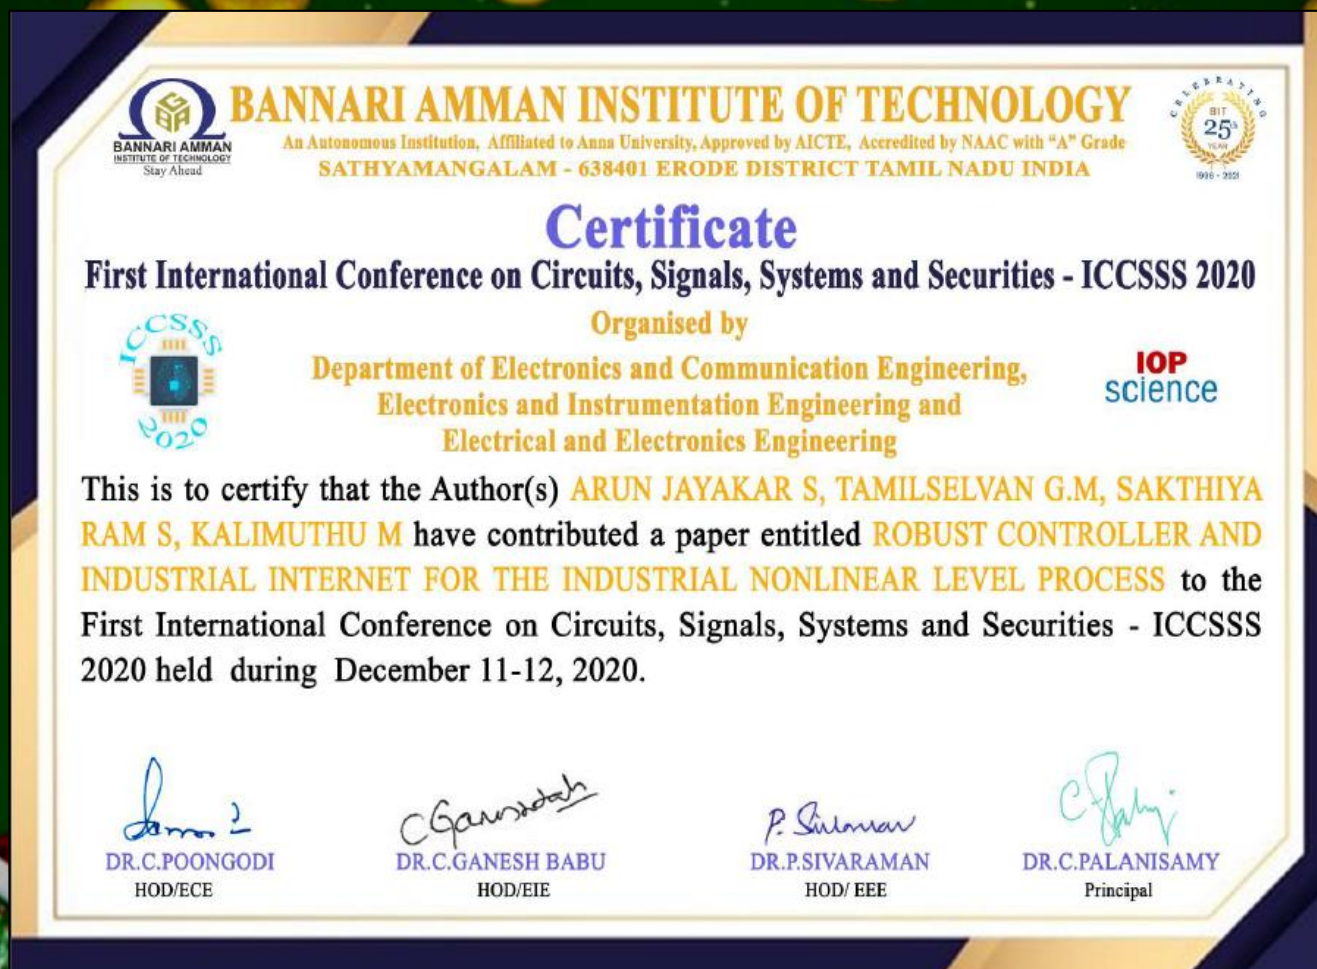 BANNARI AMMAN INSTITUTE OF TECHNOLOGY
BANNARI AMMAN
INSTITUTE OF TECHNOLOGY
Stay Ahead
An Autonomous Institution, Affiliated to Anna University, Approved by AICTE, Accredited by NAAC with "A" Grade
SATHYAMANGALAM - 638401 ERODE DISTRICT TAMIL NADU INDIA
CELEBRATING
BIT
25th
YEAR
1996 - 2021
Certificate
First International Conference on Circuits, Signals, Systems and Securities - ICCSSS 2020
ICCSSS
2020
Organised by
Department of Electronics and Communication Engineering,
Electronics and Instrumentation Engineering and
Electrical and Electronics Engineering
IOP
science
This is to certify that the Author(s) ARUN JAYAKAR S, TAMILSELVAN G.M, SAKTHIYA
RAM S, KALIMUTHU M have contributed a paper entitled ROBUST CONTROLLER AND
INDUSTRIAL INTERNET FOR THE INDUSTRIAL NONLINEAR LEVEL PROCESS to the
First International Conference on Circuits, Signals, Systems and Securities - ICCSSS
2020 held during December 11-12, 2020.
DR.C.POONGODI
HOD/ECE
DR.C.GANESH BABU
HOD/EIE
P.
DR.P.SIVARAMAN
HOD/ EEE
DR.C.PALANISAMY
Principal